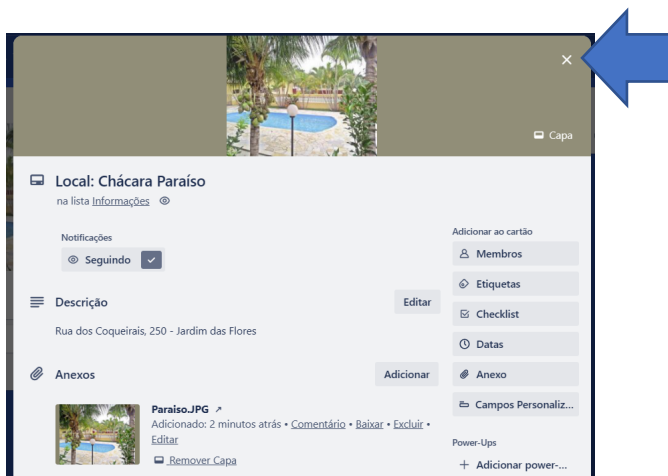 Capa
Local: Chácara Paraíso
na lista Informações
Notificações
Seguindo
Descrição
Editar
Rua dos Coqueirais, 250 - Jardim das Flores
Anexos
Adicionar
Paraiso.JPG ↗
Adicionado: 2 minutos atrás • Comentário • Baixar • Excluir •
Editar
Remover Capa
Adicionar ao cartão
Membros
Etiquetas
Checklist
Datas
Anexo
Campos Personaliz...
Power-Ups
+ Adicionar power-...